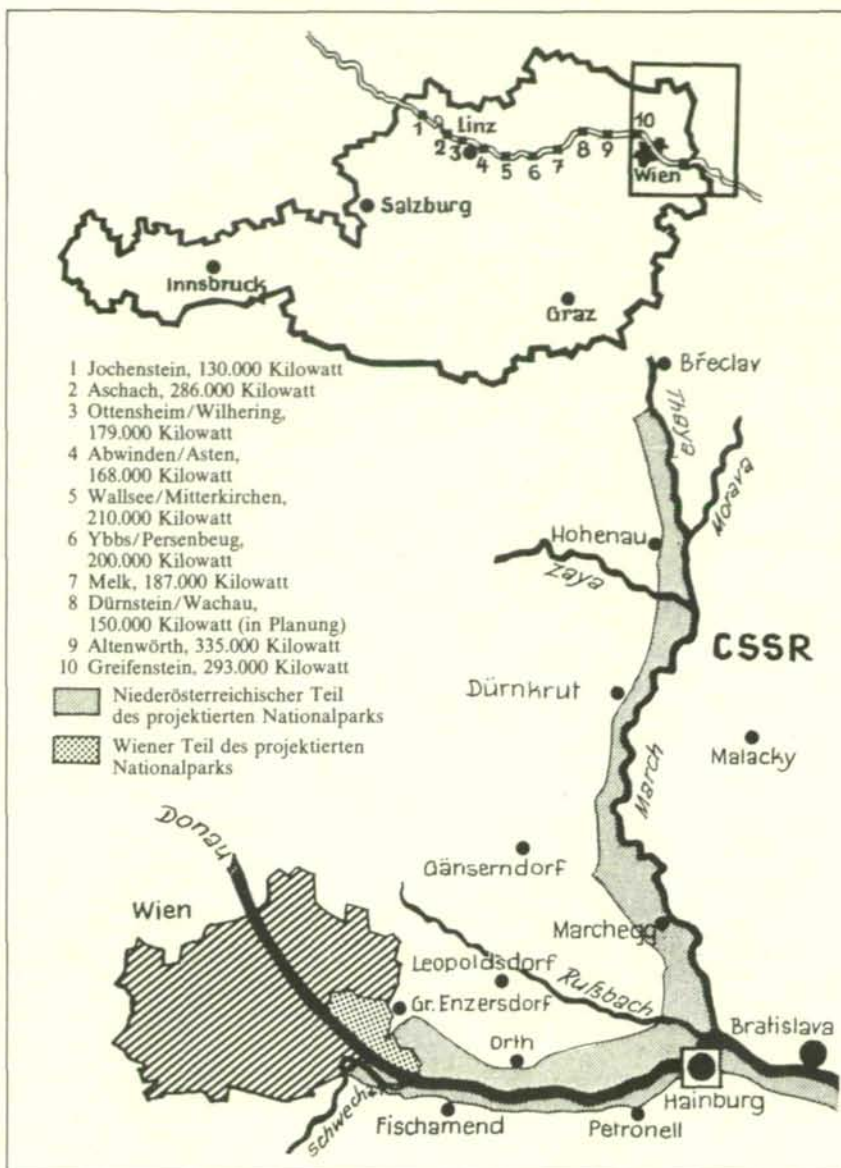 1
2
3
Linz
4
5
6
7
8
9
10
Wien
Salzburg
Innsbruck
Graz
1 Jochenstein, 130.000 Kilowatt
2 Aschach, 286.000 Kilowatt
3 Ottensheim/Wilhering,
179.000 Kilowatt
4 Abwinden/Asten,
168.000 Kilowatt
5 Wallsee/Mitterkirchen,
210.000 Kilowatt
6 Ybbs/Persenbeug,
200.000 Kilowatt
7 Melk, 187.000 Kilowatt
8 Dürnstein/Wachau,
150.000 Kilowatt (in Planung)
9 Altenwörth, 335.000 Kilowatt
10 Greifenstein, 293.000 Kilowatt
Niederösterreichischer Teil
des projektierten Nationalparks
Wiener Teil des projektierten
Nationalparks
Břeclav
Thaya
Morava
Hohenau
Zaya
CSSR
Dürnkrut
Malacky
March
Donau
Gänserndorf
Wien
Marchegg
Leopoldsdorf
Rußbach
Gr. Enzersdorf
Bratislava
Orth
Hainburg
Schwechat
Fischamend
Petronell